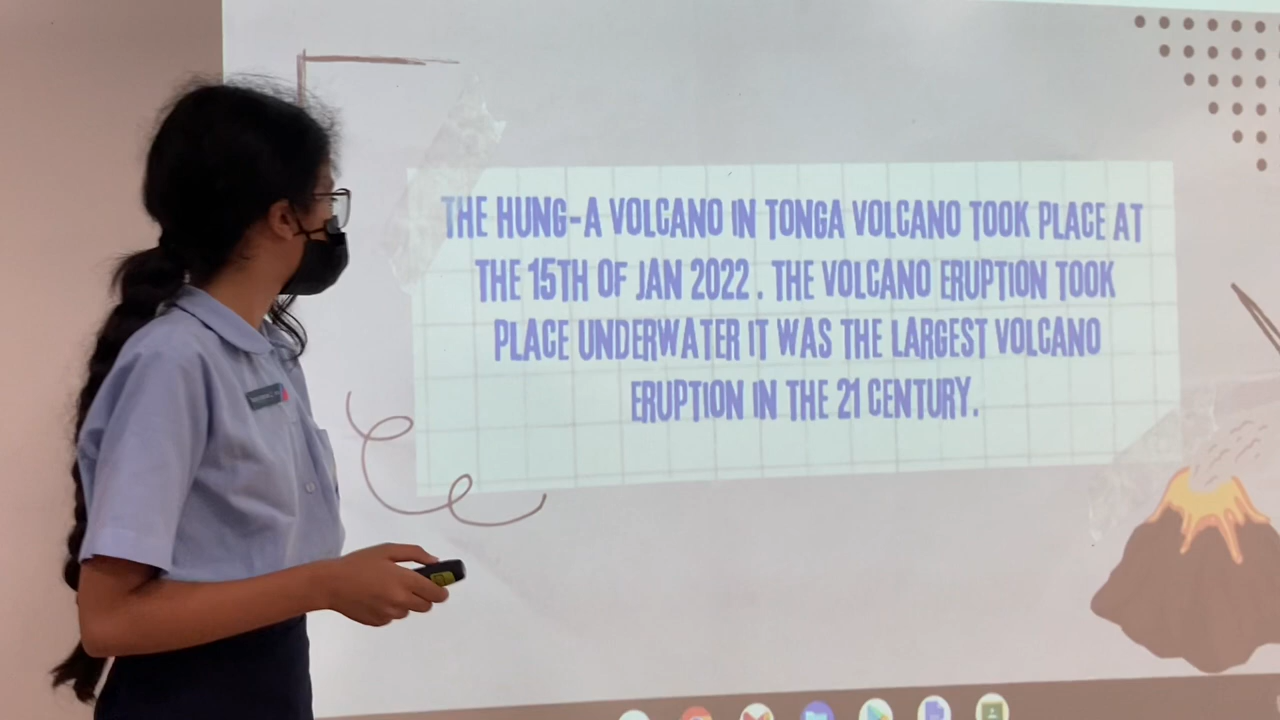 THE HUNG-A VOLCANO IN TONGA VOLCANO TOOK PLACE AT
THE 15TH OF JAN 2022 . THE VOLCANO ERUPTION TOOK
PLACE UNDERWATER IT WAS THE LARGEST VOLCANO
ERUPTION IN THE 21 CENTURY.